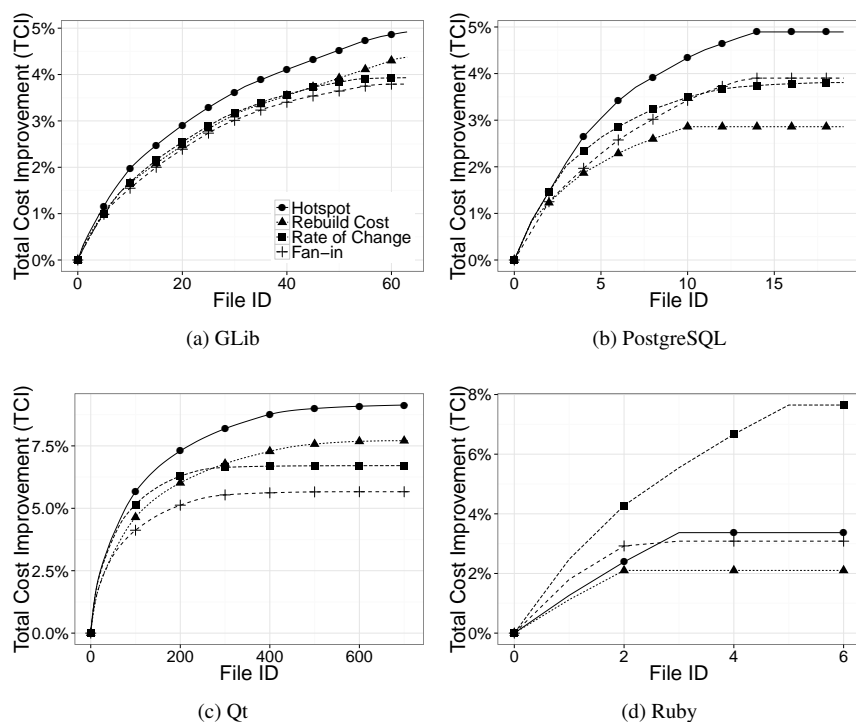 Total Cost Improvement (TCI)
5%
4%
3%
2%
1%
0%
Hotspot
Rebuild Cost
Rate of Change
Fan-in
0 20 40 60
File ID
(a) GLib
Total Cost Improvement (TCI)
5%
4%
3%
2%
1%
0%
0 5 10 15
File ID
(b) PostgreSQL
Total Cost Improvement (TCI)
7.5%
5.0%
2.5%
0.0%
0 200 400 600
File ID
(c) Qt
Total Cost Improvement (TCI)
8%
6%
4%
2%
0%
0 2 4 6
File ID
(d) Ruby